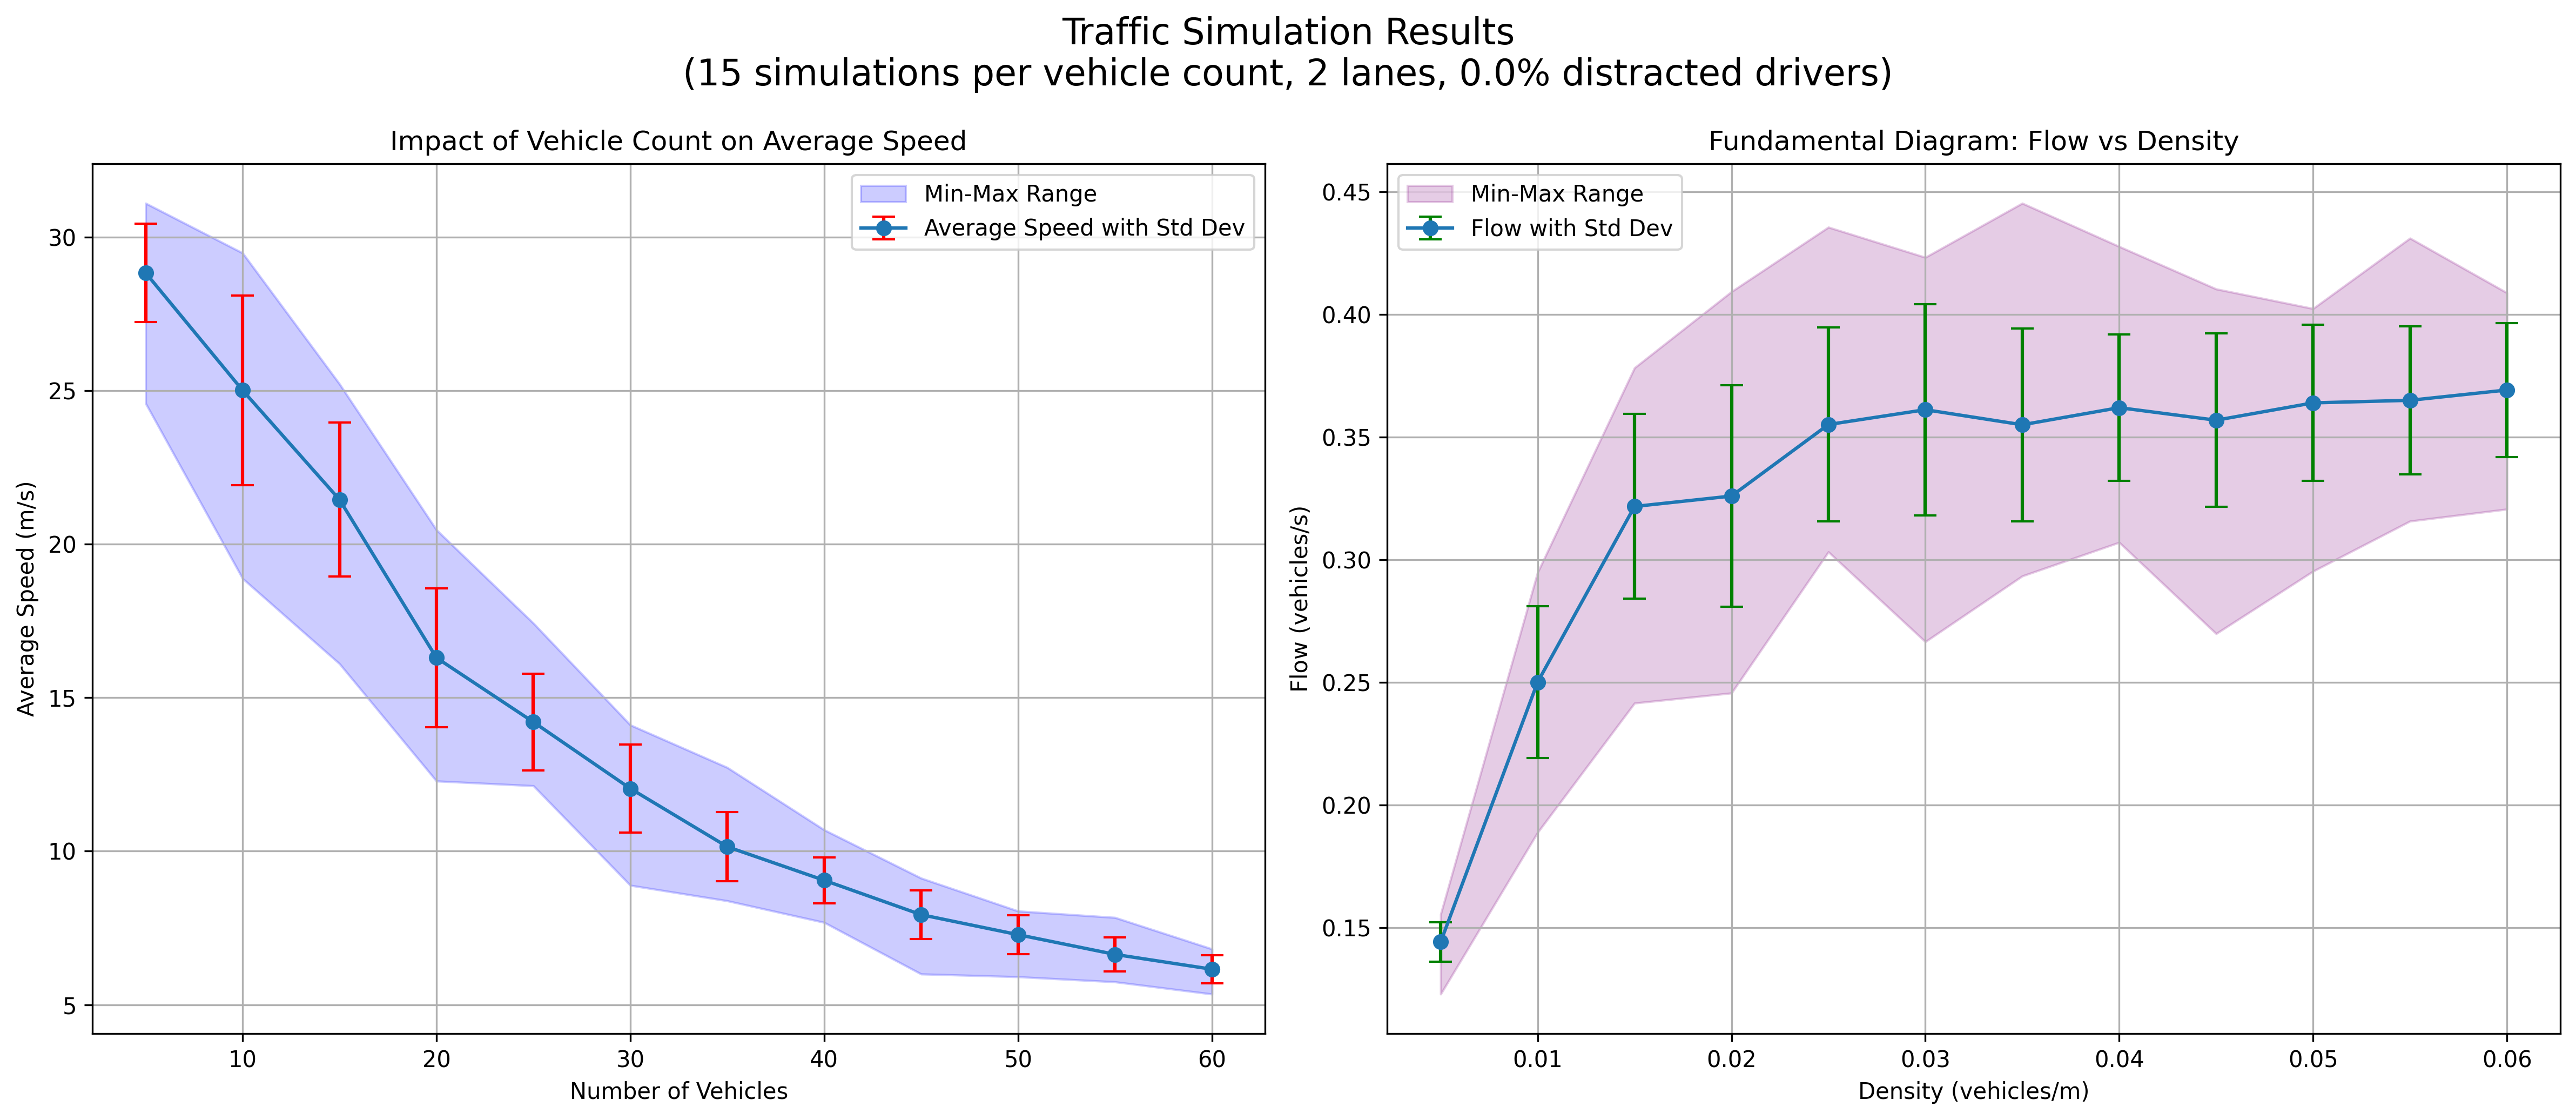 Traffic Simulation Results
(15 simulations per vehicle count, 2 lanes, 0.0% distracted drivers)
Impact of Vehicle Count on Average Speed
Min-Max Range
Average Speed with Std Dev
Average Speed (m/s)
30
25
20
15
10
5
10
20
30
40
50
60
Number of Vehicles
Fundamental Diagram: Flow vs Density
Min-Max Range
Flow with Std Dev
Flow (vehicles/s)
0.45
0.40
0.35
0.30
0.25
0.20
0.15
0.01
0.02
0.03
0.04
0.05
0.06
Density (vehicles/m)